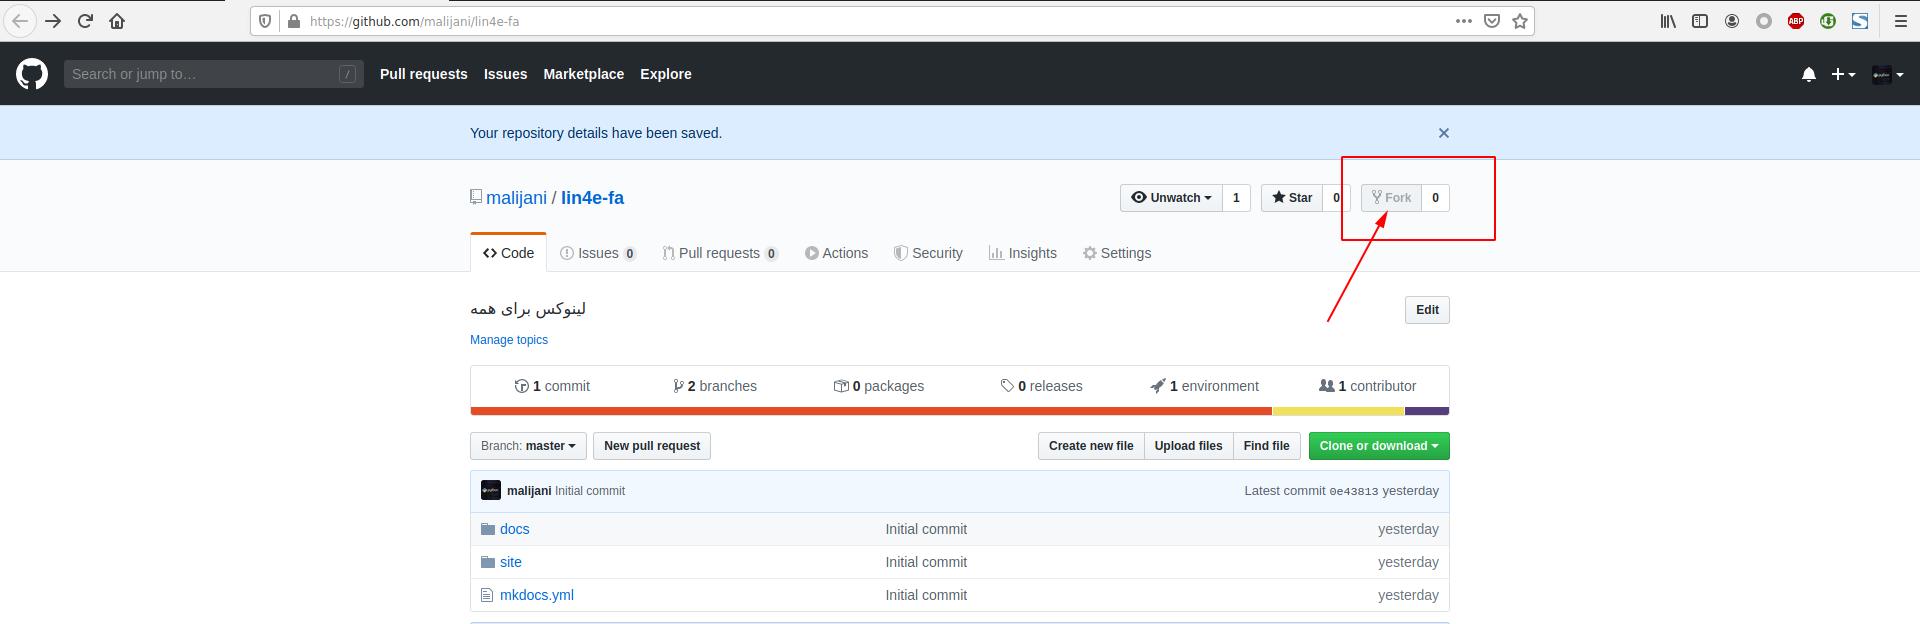 https://github.com/malijani/lin4e-fa
ABP
Search or jump to… /
Pull requests Issues Marketplace Explore
Your repository details have been saved.
malijani / lin4e-fa
Unwatch 1 Star 0 Fork 0
Code Issues 0 Pull requests 0 Actions Security Insights Settings
لینوکس برای همه
Edit
Manage topics
1 commit 2 branches 0 packages 0 releases 1 environment 1 contributor
Branch: master New pull request Create new file Upload files Find file Clone or download
malijani Initial commit Latest commit 0e43813 yesterday
docs Initial commit yesterday
site Initial commit yesterday
mkdocs.yml Initial commit yesterday